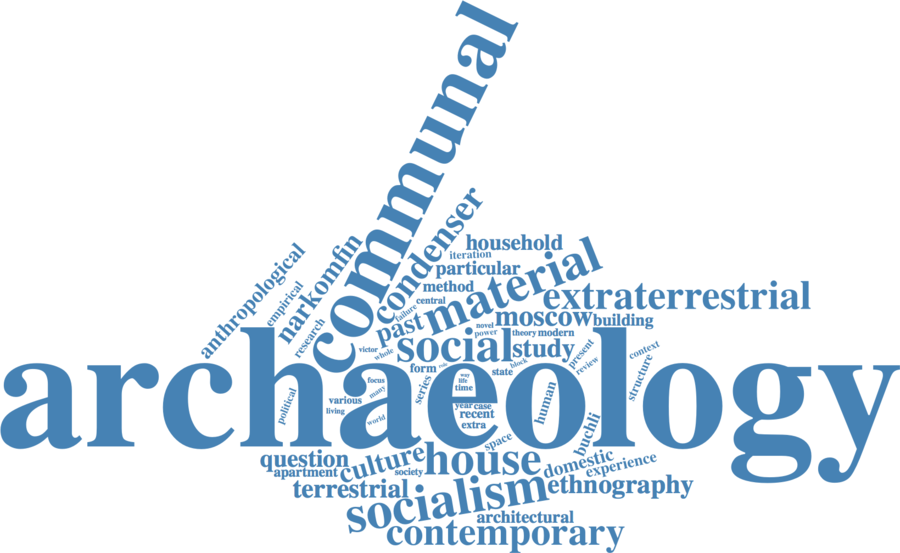 communal
condenser
household
iteration
anthropological
narkomfin
particular
material
empirical
method
extraterrestrial
central
failure
past
moscow
building
research
novel
power
theory
modern
victor
whole
social
study
present
context
archaeology
form
state
block
review
structure
focus
way
life
time
series
many
political
various
living
year
case
human
world
recent
extra
buchli
space
question
culture
house
domestic
experience
apartment
society
terrestrial
socialism
ethnography
architectural
contemporary